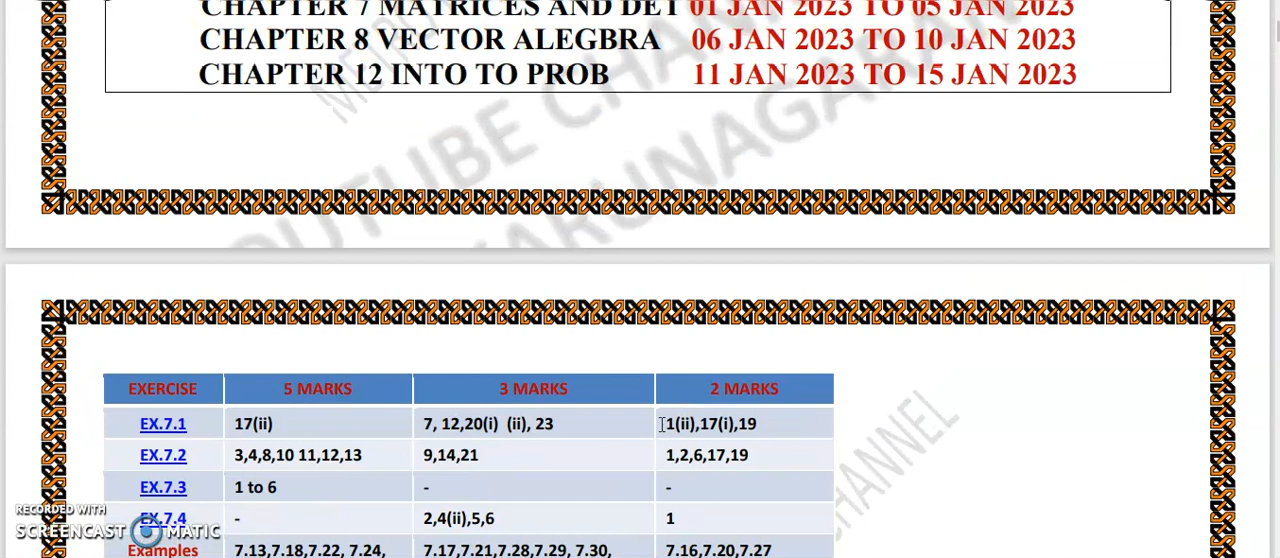 CHAPTER 7 MATRICES AND DET 01 JAN 2023 TO 05 JAN 2023
CHAPTER 8 VECTOR ALEGBRA 06 JAN 2023 TO 10 JAN 2023
CHAPTER 12 INTO TO PROB 11 JAN 2023 TO 15 JAN 2023
OUTUBE CHAN
KARUNAGARAN
EXERCISE 5 MARKS 3 MARKS 2 MARKS
EX.7.1 17(ii) 7, 12,20(i) (ii), 23 1(ii),17(i),19
EX.7.2 3,4,8,10 11,12,13 9,14,21 1,2,6,17,19
EX.7.3 1 to 6 - -
EX.7.4 - 2,4(ii),5,6 1
Examples 7.13,7.18,7.22, 7.24, 7.17,7.21,7.28,7.29, 7.30, 7.16,7.20,7.27
CHANNEL
RECORDED WITH
SCREENCAST MATIC